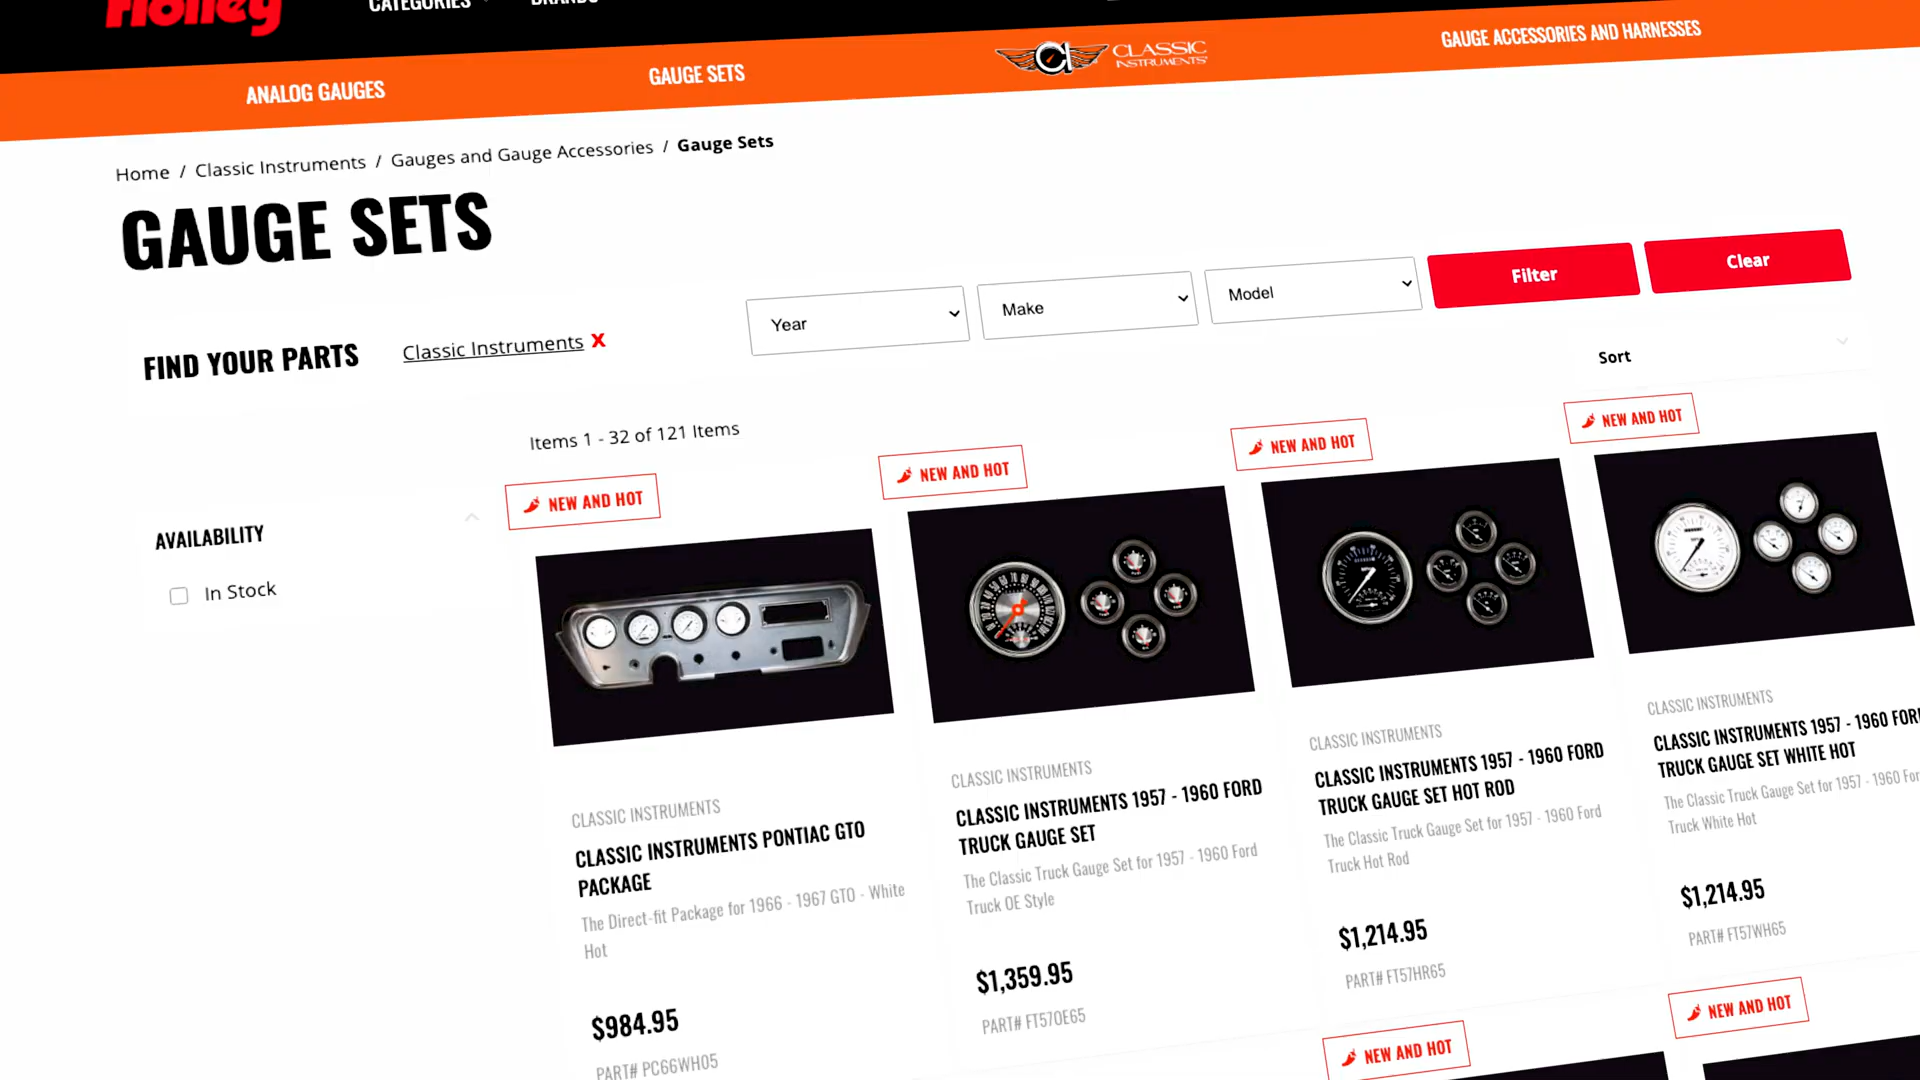 Holley
CATEGORIES
BRANDS
ANALOG GAUGES
GAUGE SETS
CLASSIC
INSTRUMENTS
GAUGE ACCESSORIES AND HARNESSES
Home / Classic Instruments / Gauges and Gauge Accessories / Gauge Sets
GAUGE SETS
FIND YOUR PARTS
Classic Instruments X
Year
Make
Model
Filter
Clear
Sort
Items 1 - 32 of 121 Items
AVAILABILITY
In Stock
NEW AND HOT
CLASSIC INSTRUMENTS
CLASSIC INSTRUMENTS PONTIAC GTO
PACKAGE
The Direct-fit Package for 1966 - 1967 GTO - White
Hot
$984.95
PART# PC66WH05
NEW AND HOT
CLASSIC INSTRUMENTS
CLASSIC INSTRUMENTS 1957 - 1960 FORD
TRUCK GAUGE SET
The Classic Truck Gauge Set for 1957 - 1960 Ford
Truck OE Style
$1,359.95
PART# FT57OE65
NEW AND HOT
CLASSIC INSTRUMENTS
CLASSIC INSTRUMENTS 1957 - 1960 FORD
TRUCK GAUGE SET HOT ROD
The Classic Truck Gauge Set for 1957 - 1960 Ford
Truck Hot Rod
$1,214.95
PART# FT57HR65
NEW AND HOT
CLASSIC INSTRUMENTS
CLASSIC INSTRUMENTS 1957 - 1960 FOR
TRUCK GAUGE SET WHITE HOT
The Classic Truck Gauge Set for 1957 - 1960 For
Truck White Hot
$1,214.95
PART# FT57WH65
NEW AND HOT
NEW AND HOT